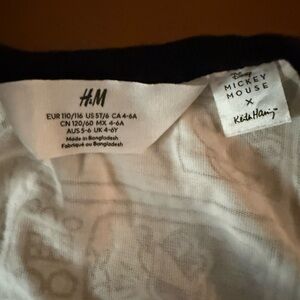 H&M
EUR 110/116 US 5T/6 CA 4-6A
CN 120/60 MX 4-6A
AUS 5-6 UK 4-6Y
Made in Bangladesh
Fabriqué au Bangladesh
Disney
MICKEY
MOUSE
X
Keith Haring